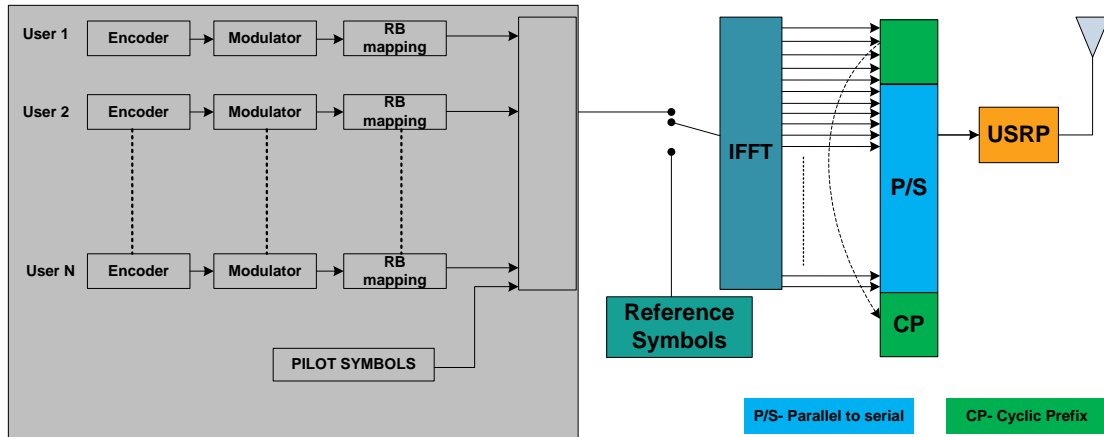 User 1
Encoder
Modulator
RB
mapping
User 2
Encoder
Modulator
RB
mapping
User N
Encoder
Modulator
RB
mapping
PILOT SYMBOLS
Reference
Symbols
IFFT
P/S
CP
USRP
P/S- Parallel to serial
CP- Cyclic Prefix